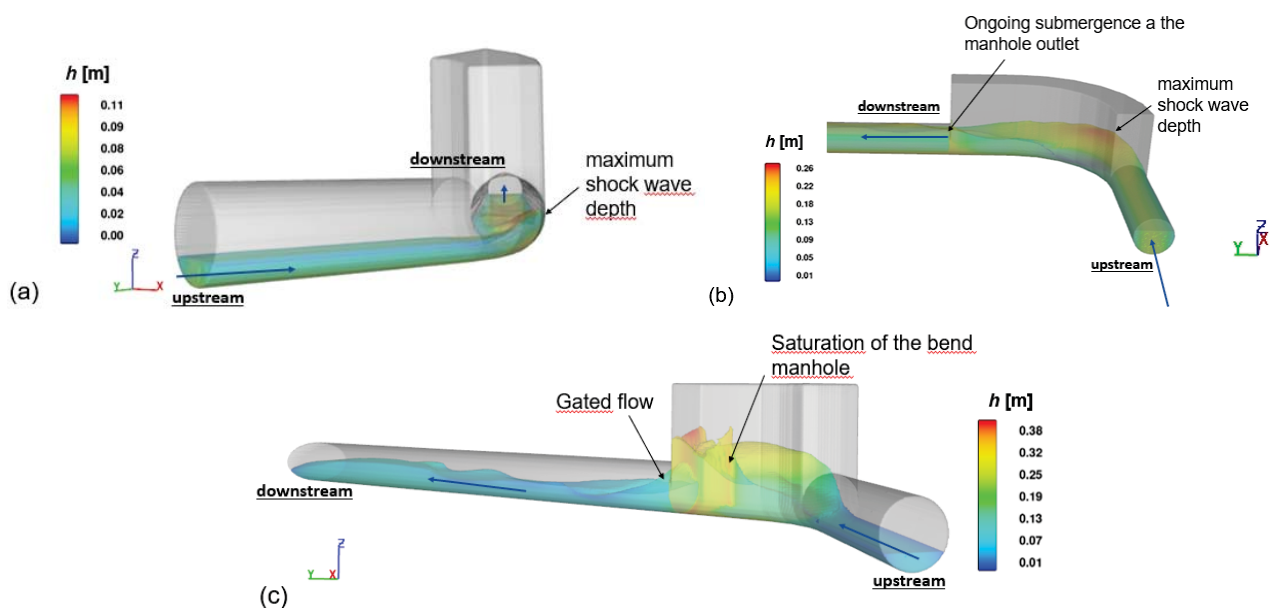 h [m]
0.11
0.09
0.08
0.06
0.04
0.02
0.00
downstream
maximum
shock wave
depth
Z
Y
X
upstream
(a)
Ongoing submergence a the
manhole outlet
downstream
maximum
shock wave
depth
h [m]
0.26
0.22
0.18
0.13
0.09
0.05
0.01
upstream
Z
X
Y
(b)
Saturation of the bend
manhole
Gated flow
h [m]
0.38
0.32
0.25
0.19
0.13
0.07
0.01
downstream
Z
Y
X
upstream
(c)